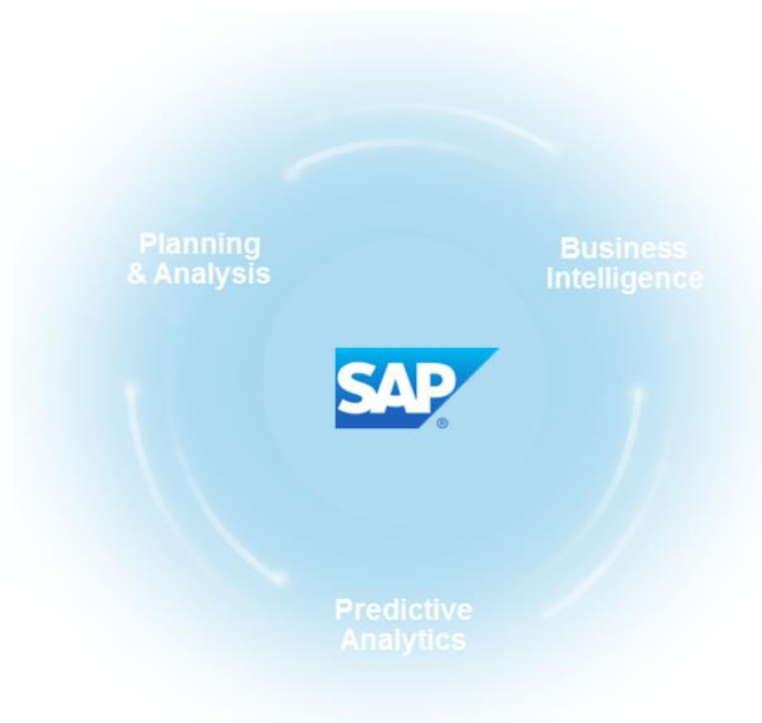 Planning
& Analysis
Business
Intelligence
SAP
®
Predictive
Analytics